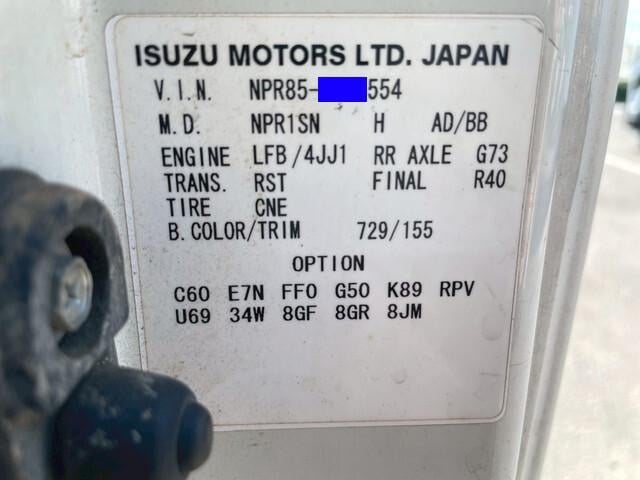 ISUZU MOTORS LTD. JAPAN
V.I.N. NPR85- 554
M.D. NPR1SN H AD/BB
ENGINE LFB/4JJ1 RR AXLE G73
TRANS. RST FINAL R40
TIRE CNE
B.COLOR/TRIM 729/155
OPTION
C60 E7N FF0 G50 K89 RPV
U69 34W 8GF 8GR 8JM